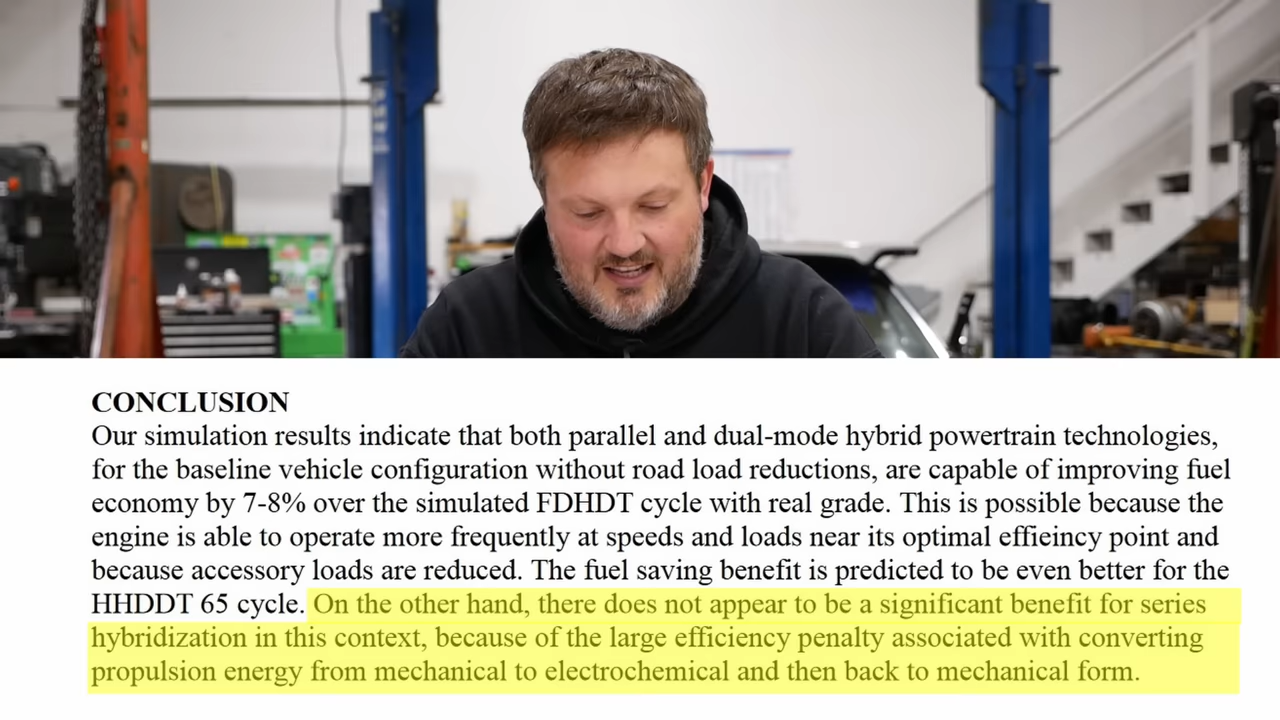 CONCLUSION
Our simulation results indicate that both parallel and dual-mode hybrid powertrain technologies,
for the baseline vehicle configuration without road load reductions, are capable of improving fuel
economy by 7-8% over the simulated FDHDT cycle with real grade. This is possible because the
engine is able to operate more frequently at speeds and loads near its optimal effieincy point and
because accessory loads are reduced. The fuel saving benefit is predicted to be even better for the
HHDDT 65 cycle. On the other hand, there does not appear to be a significant benefit for series
hybridization in this context, because of the large efficiency penalty associated with converting
propulsion energy from mechanical to electrochemical and then back to mechanical form.